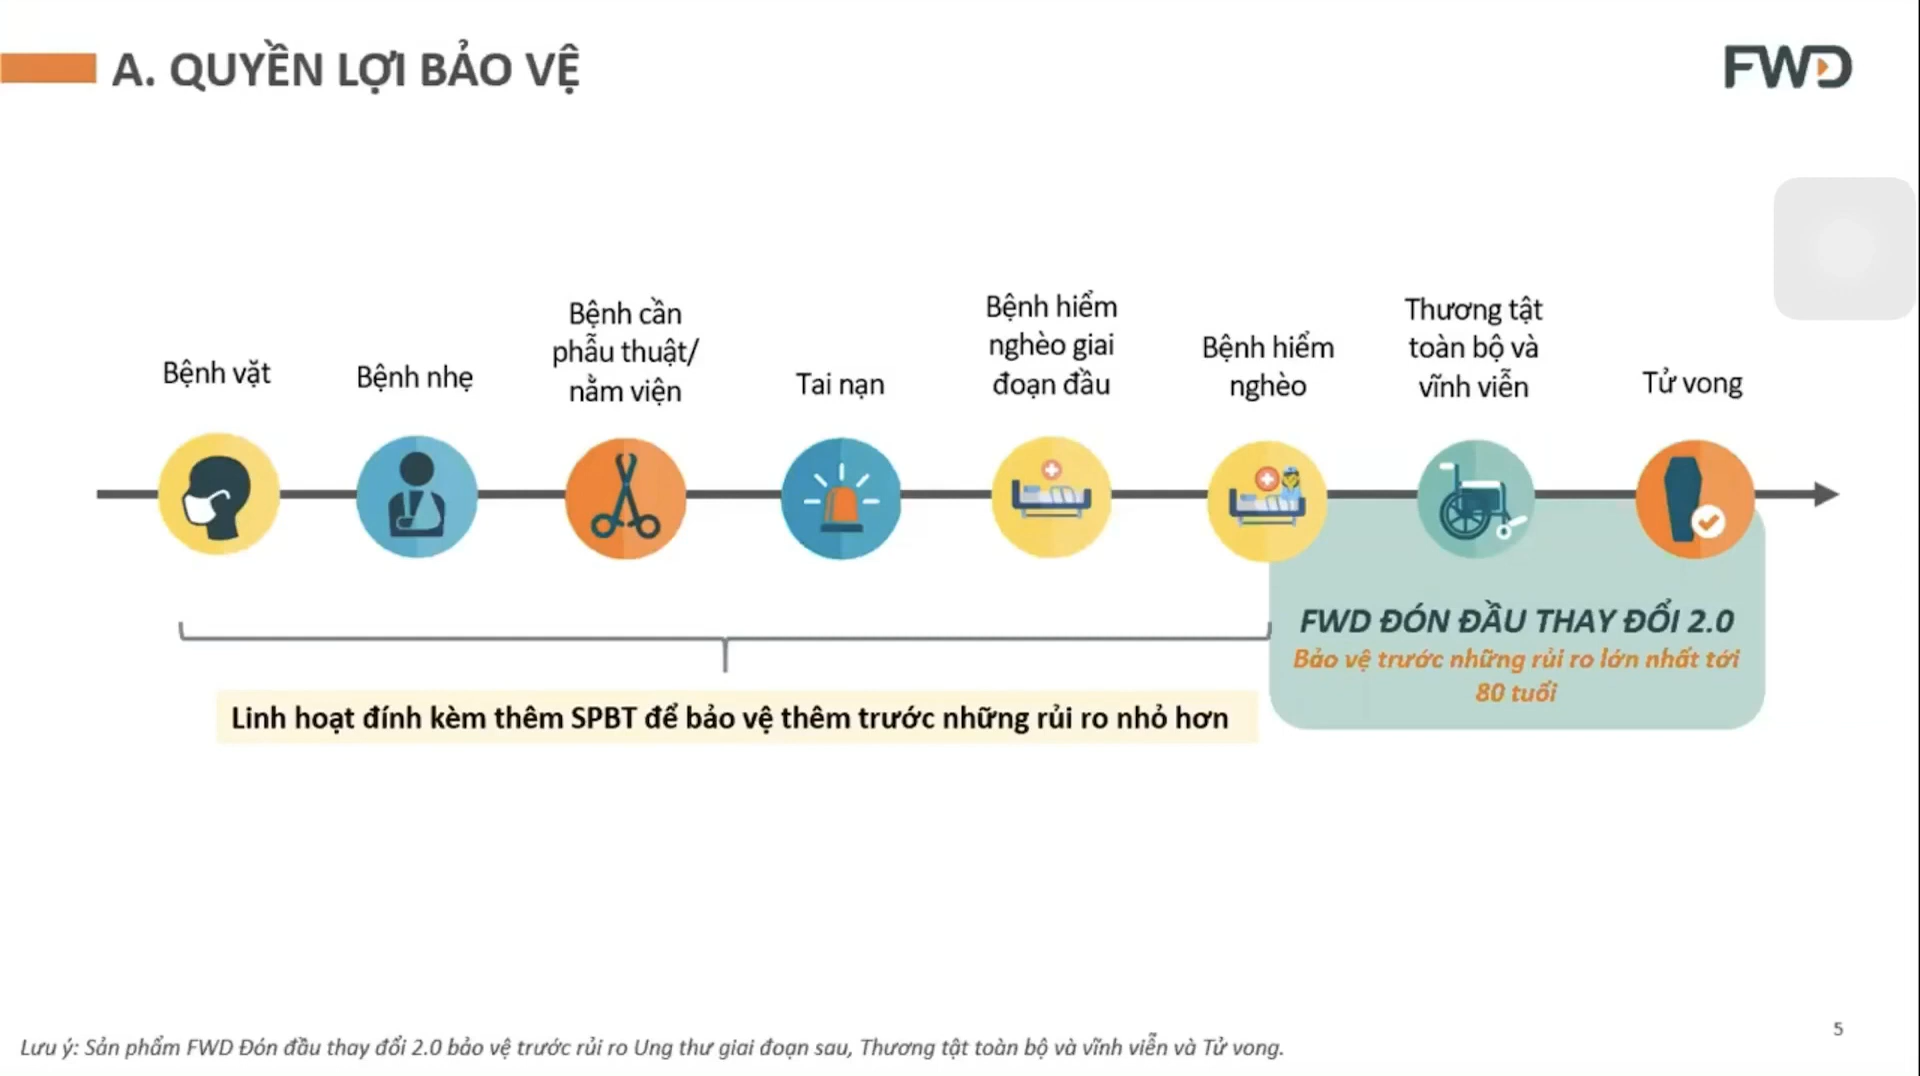 A. QUYỀN LỢI BẢO VỆ
FWD
Bệnh vặt
Bệnh nhẹ
Bệnh cần
phẫu thuật/
nằm viện
Tai nạn
Bệnh hiểm
nghèo giai
đoạn đầu
Bệnh hiểm
nghèo
Thương tật
toàn bộ và
vĩnh viễn
Tử vong
FWD ĐÓN ĐẦU THAY ĐỔI 2.0
Bảo vệ trước những rủi ro lớn nhất tới
80 tuổi
Linh hoạt đính kèm thêm SPBT để bảo vệ thêm trước những rủi ro nhỏ hơn
5
Lưu ý: Sản phẩm FWD Đón đầu thay đổi 2.0 bảo vệ trước rủi ro Ung thư giai đoạn sau, Thương tật toàn bộ và vĩnh viễn và Tử vong.